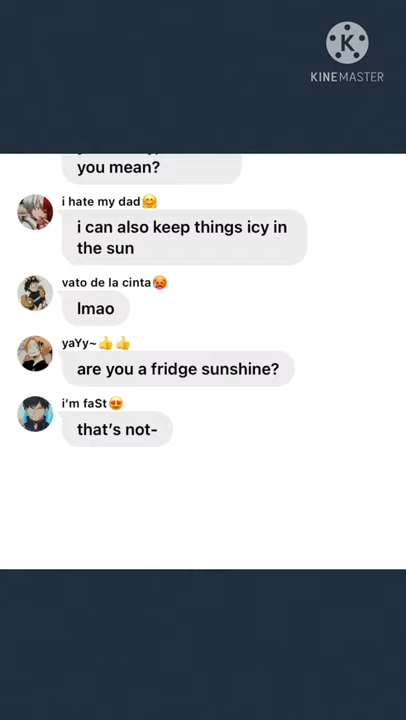 K
KINEMASTER
you mean?
i hate my dad🤗
i can also keep things icy in
the sun
vato de la cinta🥵
lmao
yaYy~👍👍
are you a fridge sunshine?
i'm faSt😍
that's not-